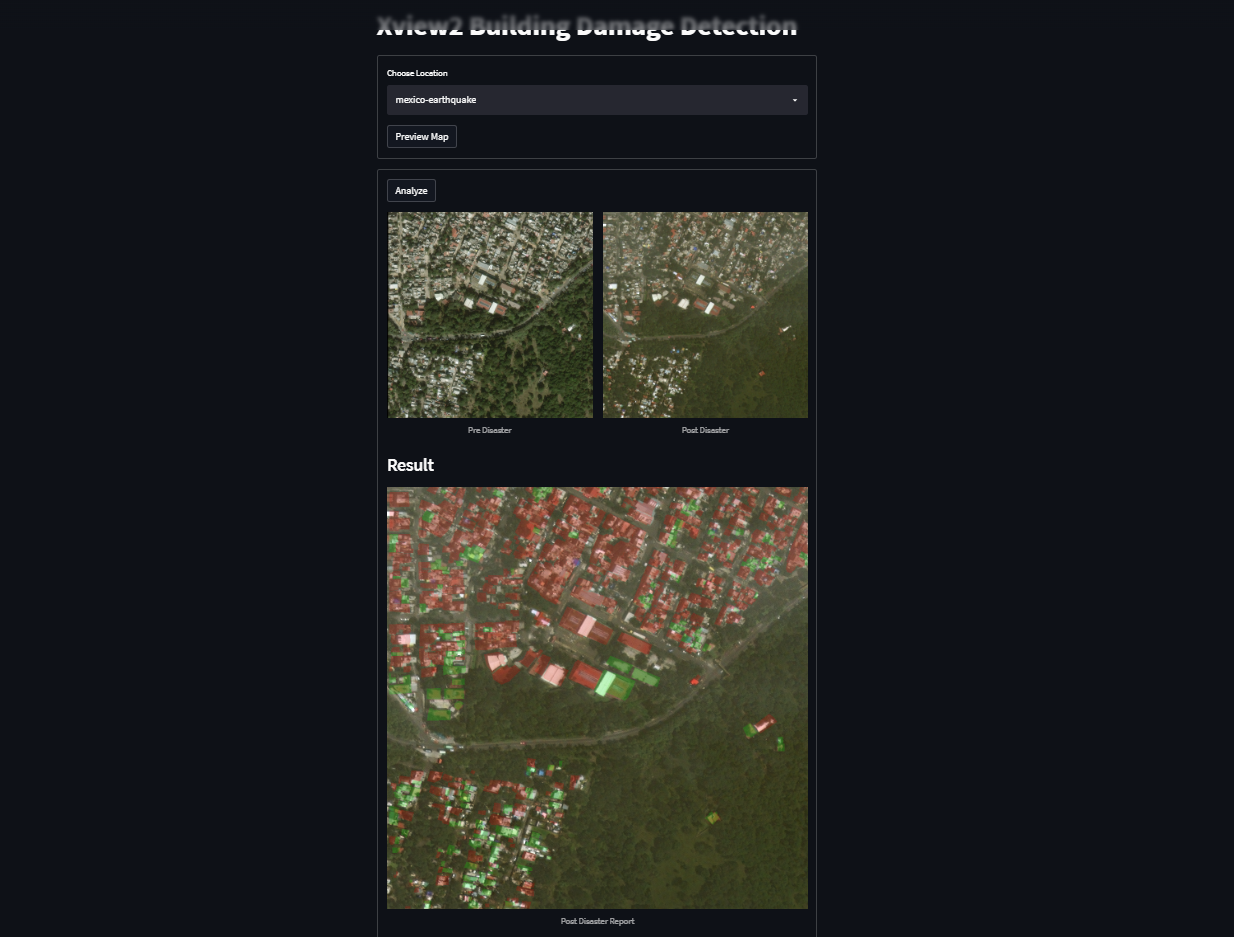 Xview2 Building Damage Detection
Choose Location
mexico-earthquake
Preview Map
Analyze
Pre Disaster
Post Disaster
Result
Post Disaster Report